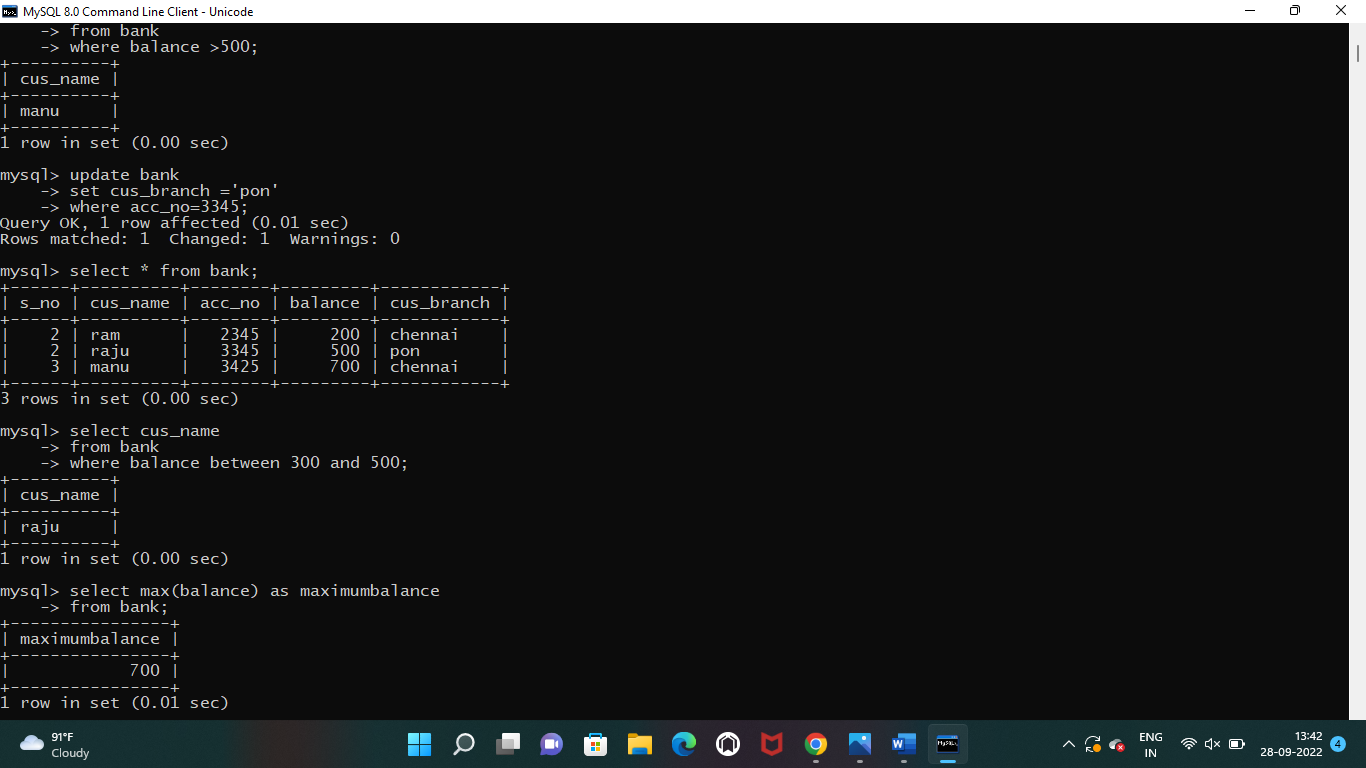 MySQL 8.0 Command Line Client - Unicode
    -> from bank
    -> where balance >500;
+----------+
| cus_name |
+----------+
| manu     |
+----------+
1 row in set (0.00 sec)
mysql> update bank
    -> set cus_branch ='pon'
    -> where acc_no=3345;
Query OK, 1 row affected (0.01 sec)
Rows matched: 1  Changed: 1  Warnings: 0
mysql> select * from bank;
+------+----------+--------+---------+------------+
| s_no | cus_name | acc_no | balance | cus_branch |
+------+----------+--------+---------+------------+
|    2 | ram      |   2345 |     200 | chennai    |
|    2 | raju     |   3345 |     500 | pon        |
|    3 | manu     |   3425 |     700 | chennai    |
+------+----------+--------+---------+------------+
3 rows in set (0.00 sec)
mysql> select cus_name
    -> from bank
    -> where balance between 300 and 500;
+----------+
| cus_name |
+----------+
| raju     |
+----------+
1 row in set (0.00 sec)
mysql> select max(balance) as maximumbalance
    -> from bank;
+----------------+
| maximumbalance |
+----------------+
|            700 |
+----------------+
1 row in set (0.01 sec)
91°F
Cloudy
ENG
IN
13:42
28-09-2022
4